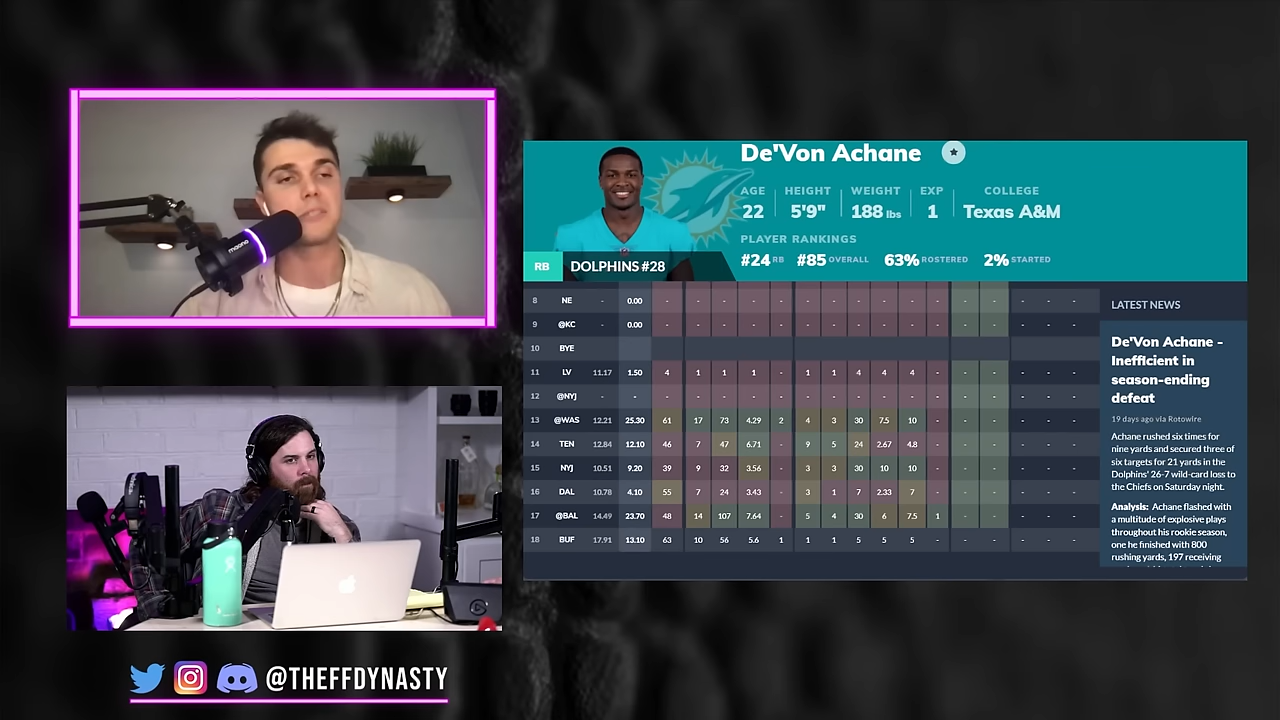 De'Von Achane
AGE HEIGHT WEIGHT EXP COLLEGE
22 5'9" 188 lbs 1 Texas A&M
PLAYER RANKINGS
#24 RB #85 OVERALL 63% ROSTERED 2% STARTED
RB DOLPHINS #28
8 NE - 0.00 - - - - - - - - - - - - - - - -
9 @KC - 0.00 - - - - - - - - - - - - - - - -
10 BYE
11 LV 11.17 1.50 4 1 1 1 - 1 1 4 4 4 - - - - - -
12 @NYJ - - - - - - - - - - - - - - - - - -
13 @WAS 12.21 25.30 61 17 73 4.29 2 4 3 30 7.5 10 - - - - - -
14 TEN 12.84 12.10 46 7 47 6.71 - 9 5 24 2.67 4.8 - - - - - -
15 NYJ 10.51 9.20 39 9 32 3.56 - 3 3 30 10 10 - - - - - -
16 DAL 10.78 4.10 55 7 24 3.43 - 3 1 7 2.33 7 - - - - - -
17 @BAL 14.49 23.70 48 14 107 7.64 - 5 4 30 6 7.5 1 - - - - -
18 BUF 17.91 13.10 63 10 56 5.6 1 1 1 5 5 5 - - - - - -
LATEST NEWS
De'Von Achane -
Inefficient in
season-ending
defeat
19 days ago via Rotowire
Achane rushed six times for
nine yards and secured three of
six targets for 21 yards in the
Dolphins' 26-7 wild-card loss to
the Chiefs on Saturday night.
Analysis: Achane flashed with
a multitude of explosive plays
throughout his rookie season,
one he finished with 800
rushing yards, 197 receiving
maono
@THEFFDYNASTY